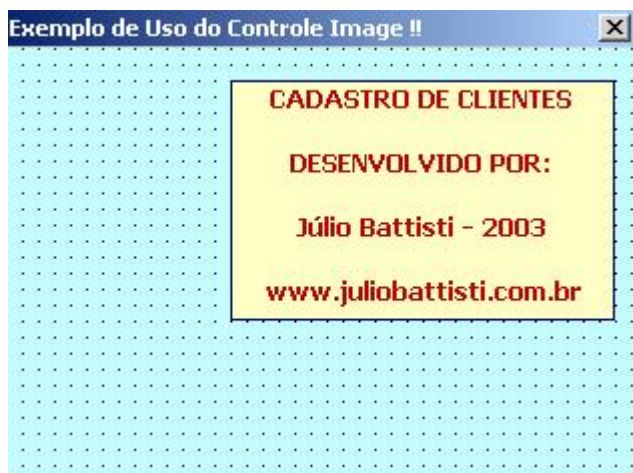 Exemplo de Uso do Controle Image !!
CADASTRO DE CLIENTES
DESENVOLVIDO POR:
Júlio Battisti - 2003
www.juliobattisti.com.br